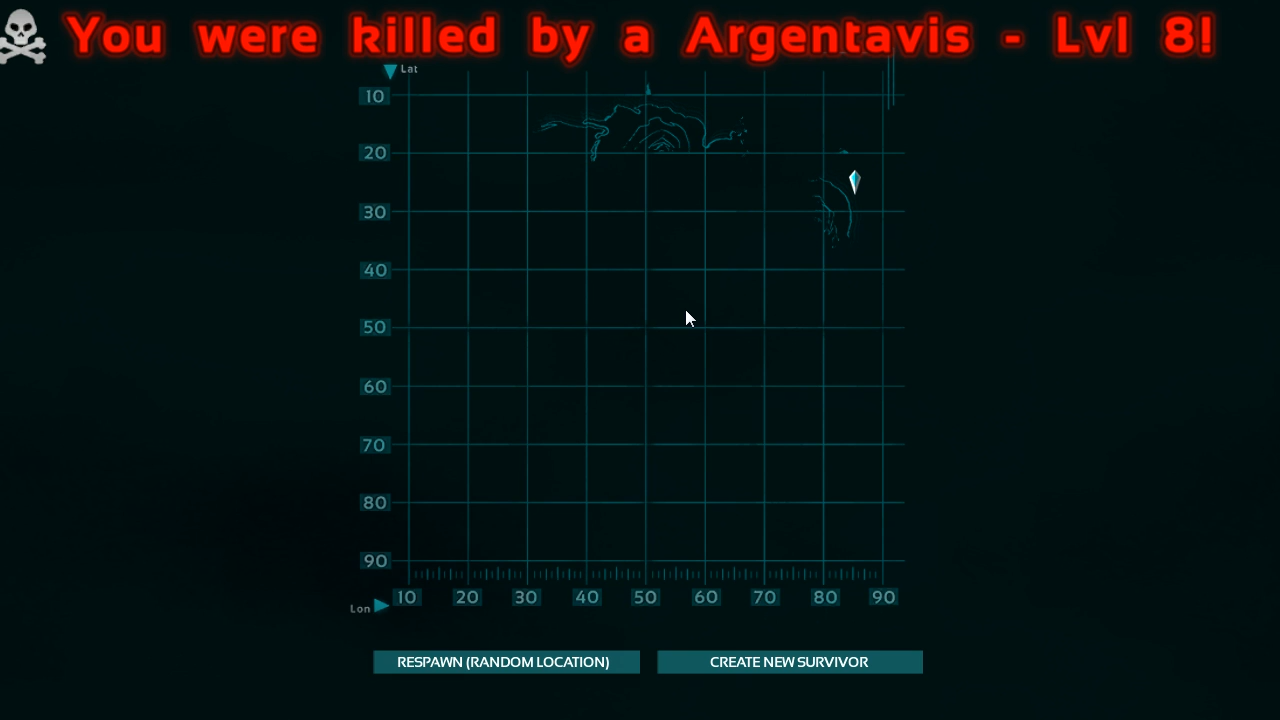 You were killed by a Argentavis - Lvl 8!
Lat
10
20
30
40
50
60
70
80
90
Lon
10 20 30 40 50 60 70 80 90
RESPAWN (RANDOM LOCATION) CREATE NEW SURVIVOR